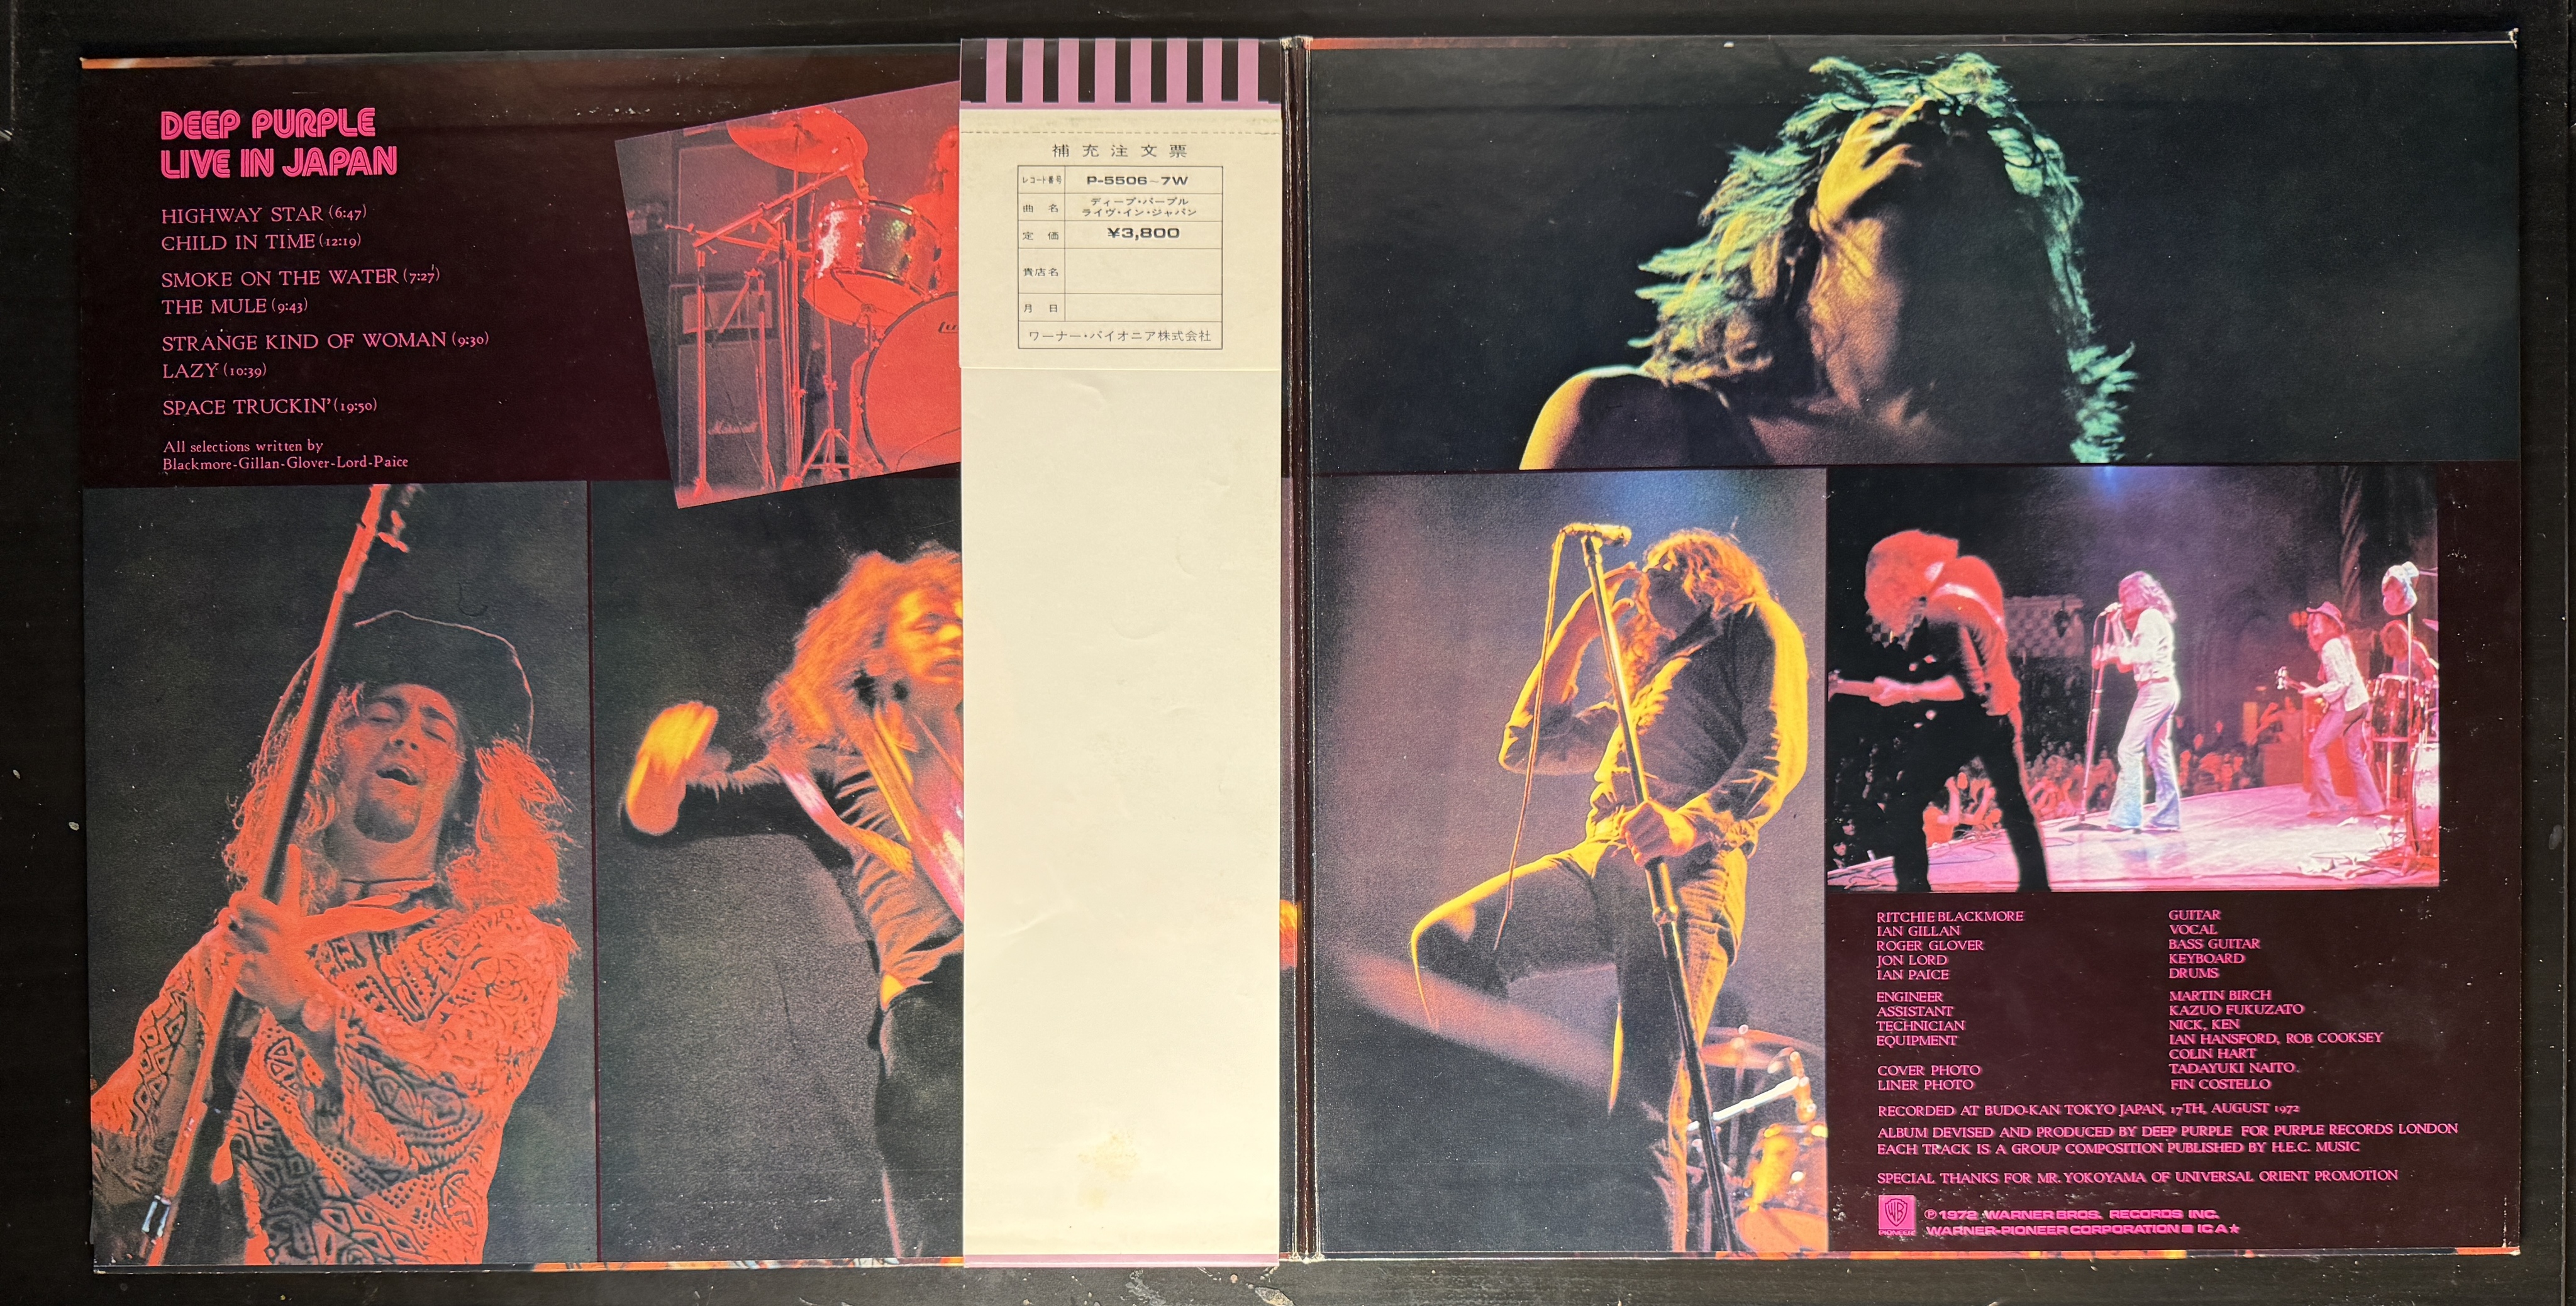 DEEP PURPLE
LIVE IN JAPAN
HIGHWAY STAR (6:47)
CHILD IN TIME (12:19)
SMOKE ON THE WATER (7:27)
THE MULE (9:43)
STRANGE KIND OF WOMAN (9:30)
LAZY (10:39)
SPACE TRUCKIN' (19:50)
All selections written by
Blackmore-Gillan-Glover-Lord-Paice
Lu
Marshall
補充注文票
レコード番号 P-5506~7W
曲名 ディープ・パープル
ライヴ・イン・ジャパン
定価 ¥3,800
貴店名
月日
ワーナー・パイオニア株式会社
RITCHIE BLACKMORE GUITAR
IAN GILLAN VOCAL
ROGER GLOVER BASS GUITAR
JON LORD KEYBOARD
IAN PAICE DRUMS
ENGINEER MARTIN BIRCH
ASSISTANT KAZUO FUKUZATO
TECHNICIAN NICK, KEN
EQUIPMENT IAN HANSFORD, ROB COOKSEY
COLIN HART
COVER PHOTO TADAYUKI NAITO
LINER PHOTO FIN COSTELLO
RECORDED AT BUDO-KAN TOKYO JAPAN, 17TH, AUGUST 1972
ALBUM DEVISED AND PRODUCED BY DEEP PURPLE FOR PURPLE RECORDS LONDON
EACH TRACK IS A GROUP COMPOSITION PUBLISHED BY H.E.C. MUSIC
SPECIAL THANKS FOR MR. YOKOYAMA OF UNIVERSAL ORIENT PROMOTION
WB
PIONEER
Ⓟ1972 WARNER BROS. RECORDS INC.
WARNER-PIONEER CORPORATION